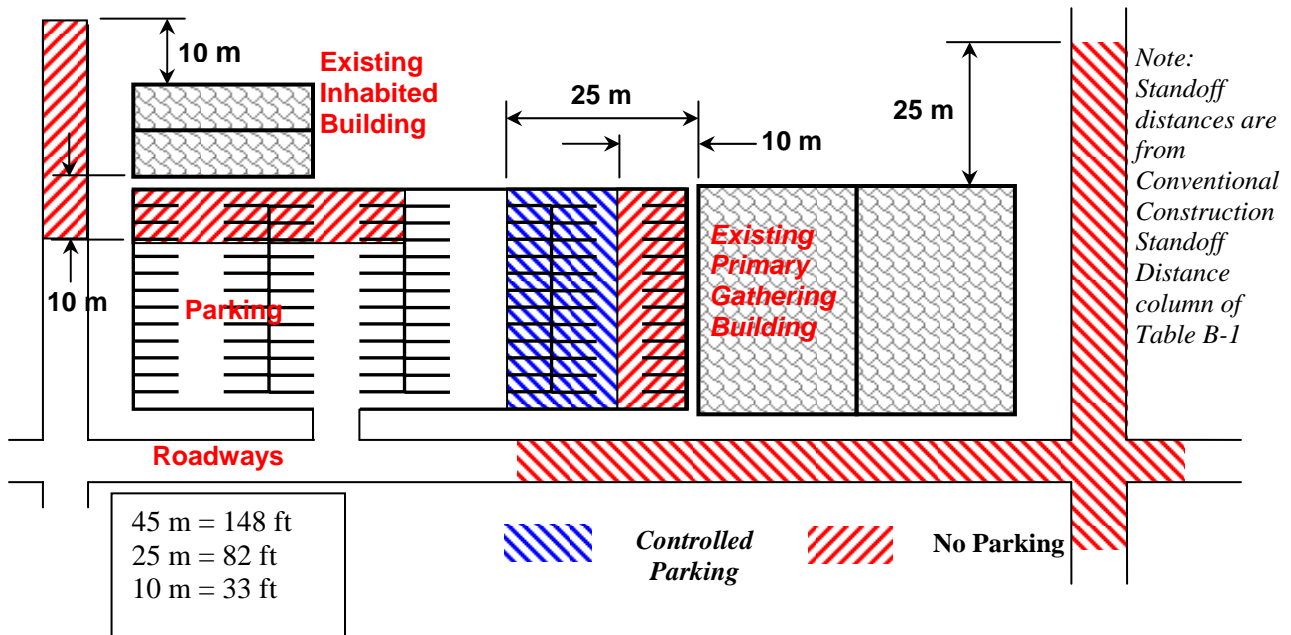 10 m
Existing
Inhabited
Building
25 m
10 m
25 m
Note:
Standoff
distances are
from
Conventional
Construction
Standoff
Distance
column of
Table B-1
10 m
Parking
Existing
Primary
Gathering
Building
Roadways
45 m = 148 ft
25 m = 82 ft
10 m = 33 ft
Controlled
Parking
No Parking